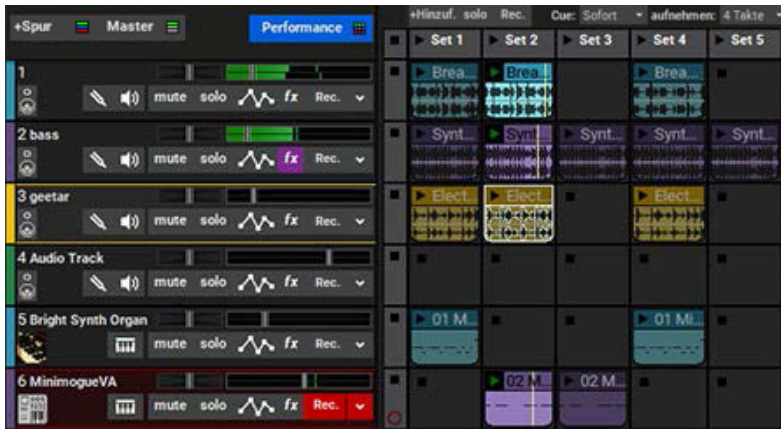 +Hinzuf. solo Rec. Cue: Sofort aufnehmen: 4 Takte
+Spur Master Performance
Set 1 Set 2 Set 3 Set 4 Set 5
1
Brea... Brea... Brea...
mute solo fx Rec.
2 bass
Synt... Synt... Synt... Synt... Synt...
mute solo fx Rec.
3 geetar
Elect... Elect... Elect...
mute solo fx Rec.
4 Audio Track
mute solo fx Rec.
5 Bright Synth Organ
01 M... 01 Mi...
mute solo fx Rec.
6 MinimogueVA
02 M... 02 M...
mute solo fx Rec.